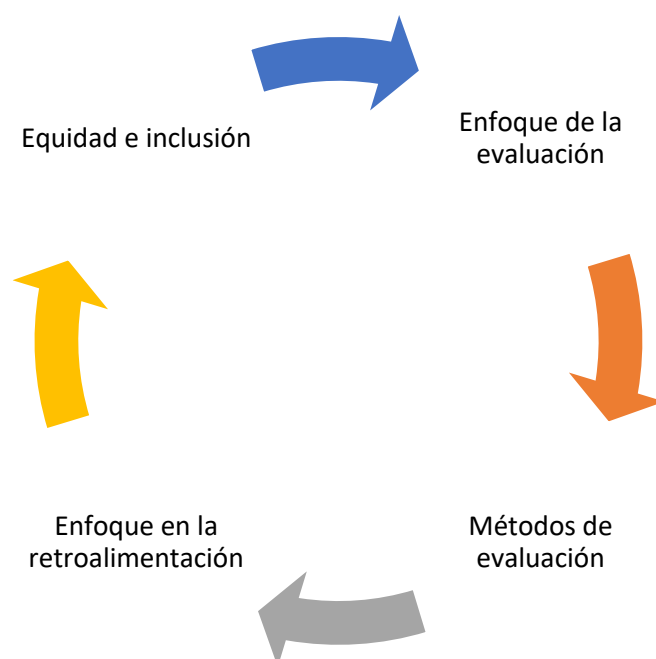 Equidad e inclusión
Enfoque de la
evaluación
Enfoque en la
retroalimentación
Métodos de
evaluación